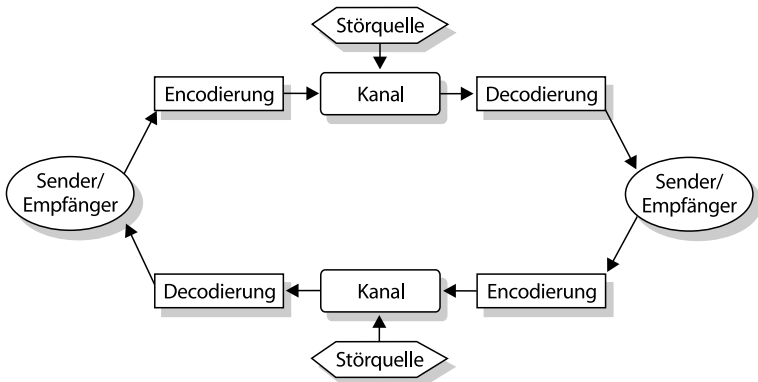 Störquelle
Encodierung
Kanal
Decodierung
Sender/
Empfänger
Sender/
Empfänger
Decodierung
Kanal
Encodierung
Störquelle